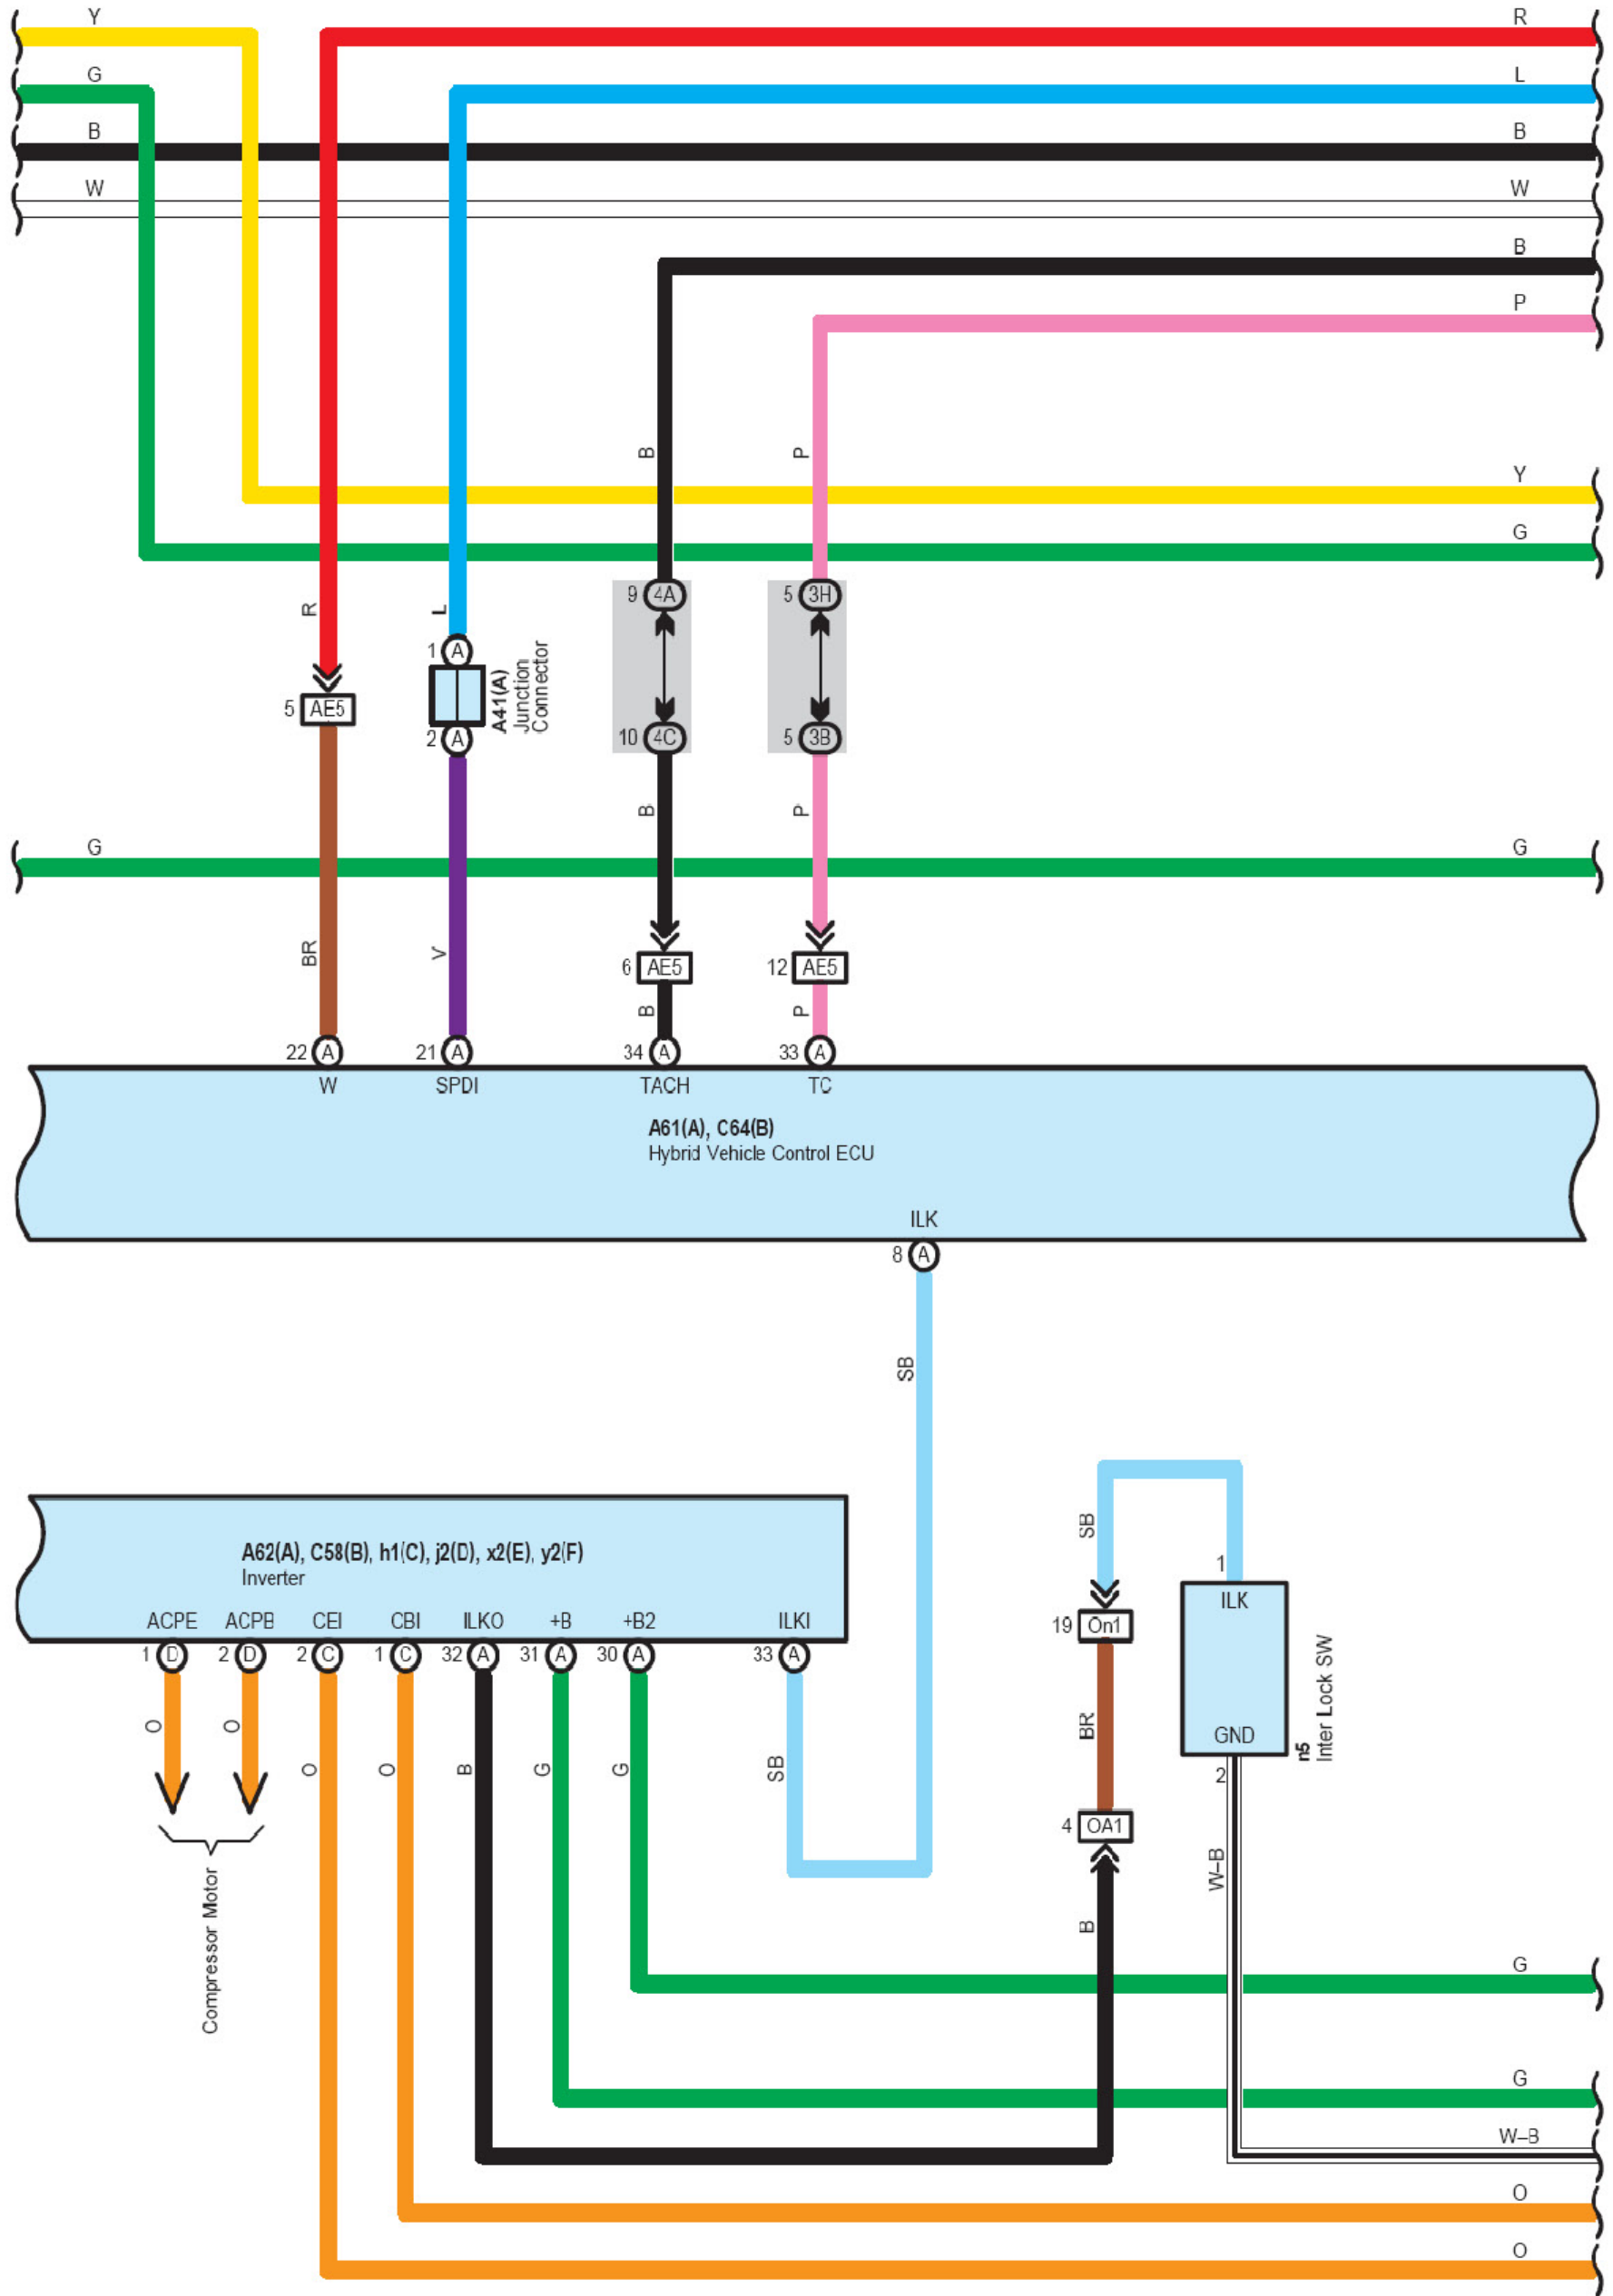 Y R
G L
B B
W W
B
P
B P
Y
G
R L
9 4A 5 3H
1 A
5 AE5
A41(A)
Junction
Connector
2 A
10 4C 5 3B
B P
G G
BR V
6 AE5 12 AE5
B P
22 A 21 A 34 A 33 A
W SPDI TACH TC
A61(A), C64(B)
Hybrid Vehicle Control ECU
ILK
8 A
SB
SB
1
A62(A), C58(B), h1(C), j2(D), x2(E), y2(F)
Inverter
ILK
ACPE ACPB CEI CBI ILKO +B +B2 ILKI
19 On1
1 D 2 D 2 C 1 C 32 A 31 A 30 A 33 A
n5
Inter Lock SW
O O BR
GND
O O B G G SB
2
4 OA1
Compressor Motor
W–B
B
G
G
W–B
O
O